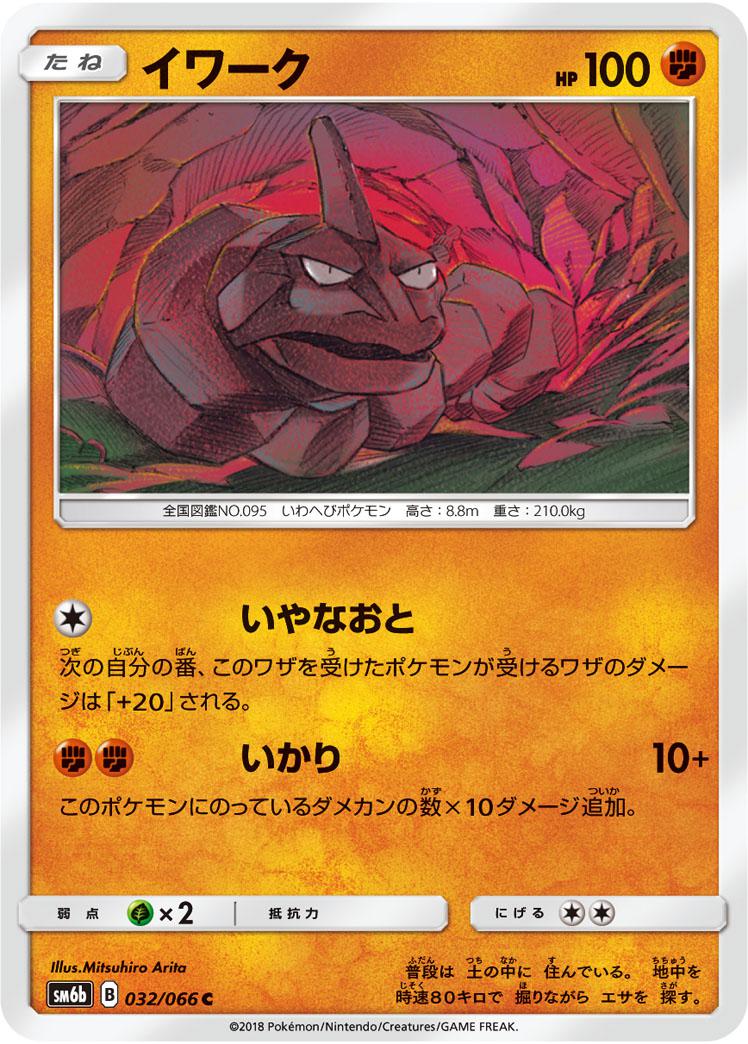 たね イワーク HP 100
全国図鑑NO.095 いわへびポケモン 高さ：8.8m 重さ：210.0kg
いやなおと
次の自分の番、このワザを受けたポケモンが受けるワザのダメー
ジは「+20」される。
いかり 10+
このポケモンにのっているダメカンの数×10ダメージ追加。
弱点 ×2 抵抗力 にげる
Illus.Mitsuhiro Arita
SM6b B 032/066 C
普段は 土の中に 住んでいる。 地中を
時速80キロで 掘りながら エサを 探す。
©2018 Pokémon/Nintendo/Creatures/GAME FREAK.